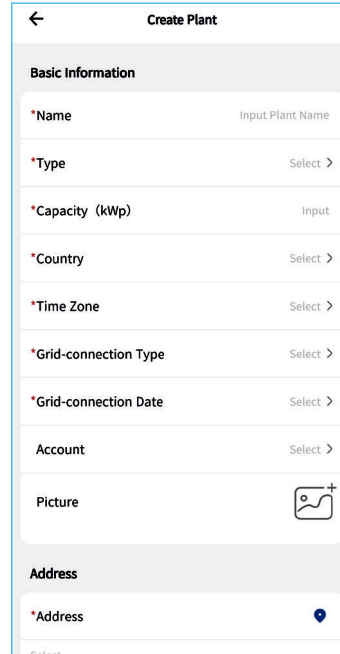 Create Plant
Basic Information
*Name Input Plant Name
*Type Select >
*Capacity（kWp） Input
*Country Select >
*Time Zone Select >
*Grid-connection Type Select >
*Grid-connection Date Select >
Account Select >
Picture
Address
*Address
Select